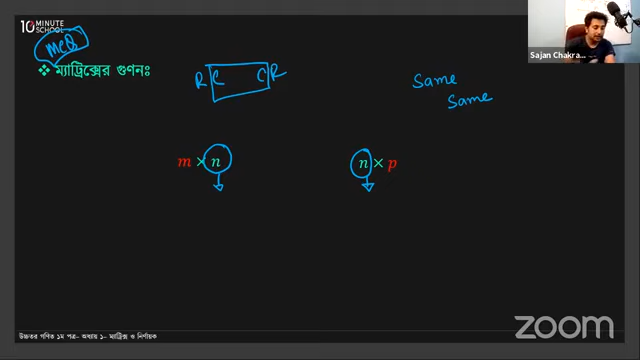 10 MINUTE SCHOOL
MCQ
❖ ম্যাট্রিক্সের গুণনঃ
R C C R
Same
Same
m × n
n × p
Sajan Chakra...
উচ্চতর গণিত ১ম পত্র- অধ্যায় ১- ম্যাট্রিক্স ও নির্ণায়ক
zoom